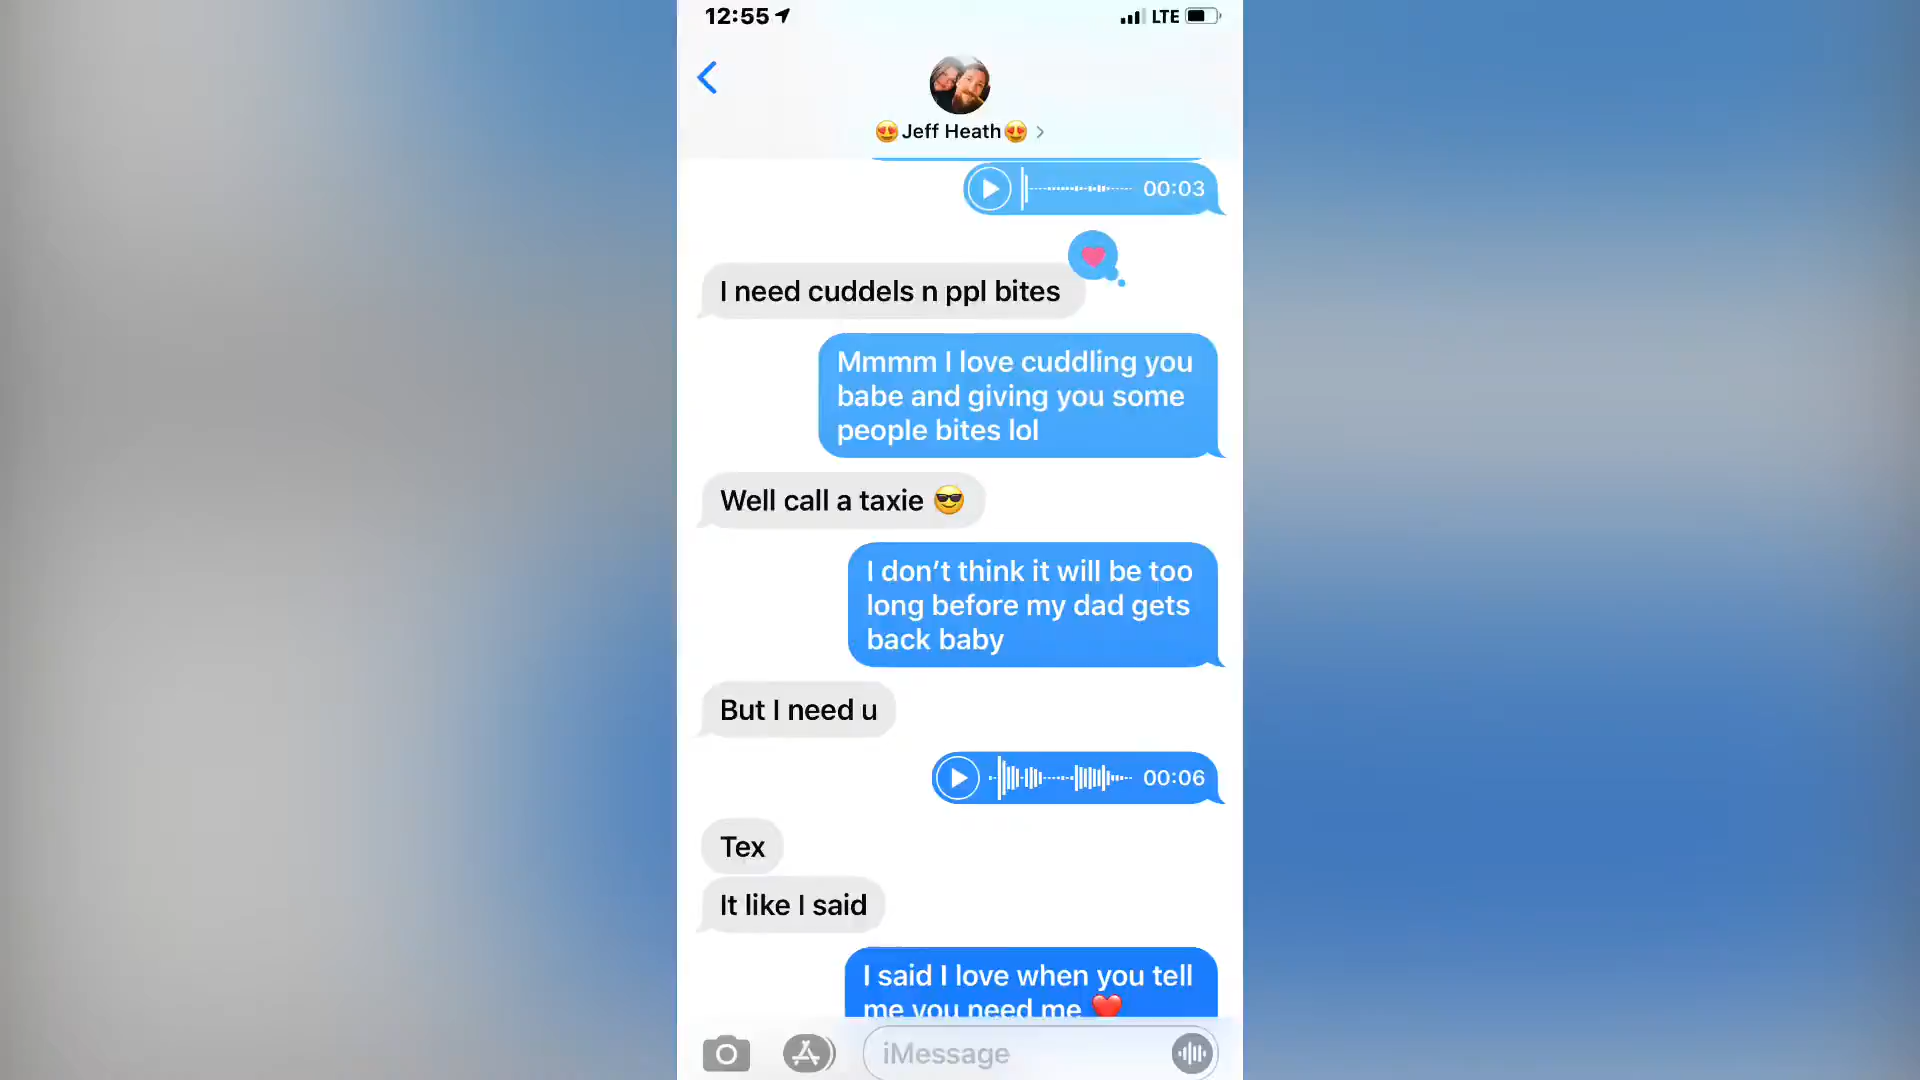 12:55
LTE
😍Jeff Heath😍
00:03
I need cuddels n ppl bites
Mmmm I love cuddling you
babe and giving you some
people bites lol
Well call a taxie 😎
I don’t think it will be too
long before my dad gets
back baby
But I need u
00:06
Tex
It like I said
I said I love when you tell
me you need me ❤️
iMessage